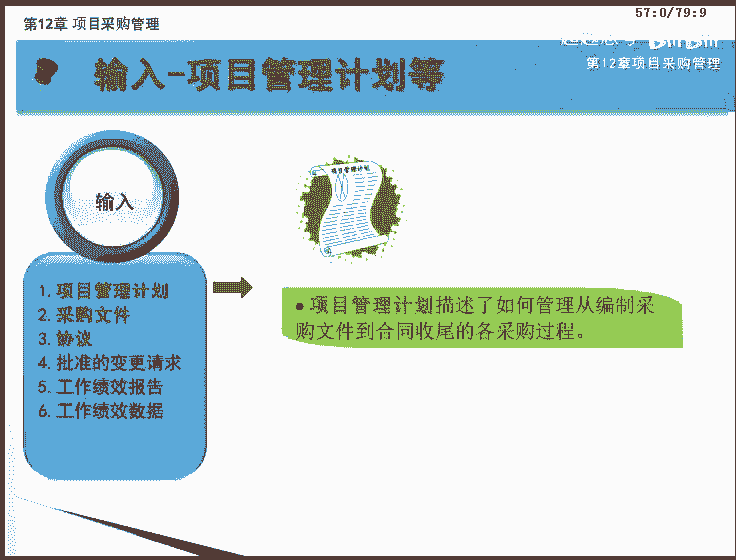 57:0/79:9
第12章 项目采购管理
第12章项目采购管理
输入-项目管理计划等
输入
项目管理计划
1. 项目管理计划
2. 采购文件
3. 协议
4. 批准的变更请求
5. 工作绩效报告
6. 工作绩效数据
● 项目管理计划描述了如何管理从编制采
购文件到合同收尾的各采购过程。